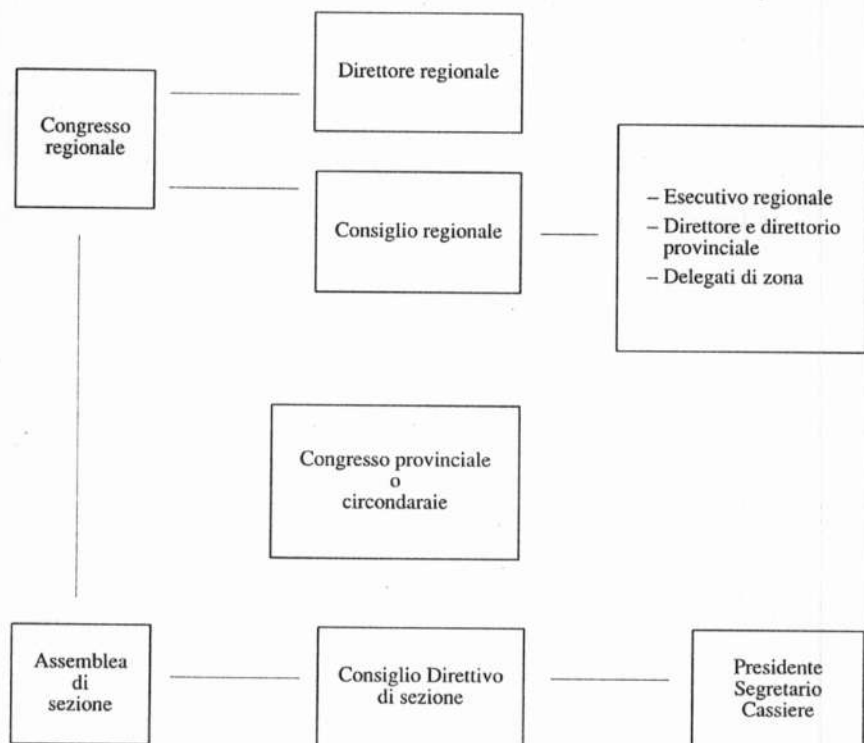 Direttore regionale
Congresso
regionale
Consiglio regionale
– Esecutivo regionale
– Direttore e direttorio
provinciale
– Delegati di zona
Congresso provinciale
o
circondaraie
Assemblea
di
sezione
Consiglio Direttivo
di sezione
Presidente
Segretario
Cassiere